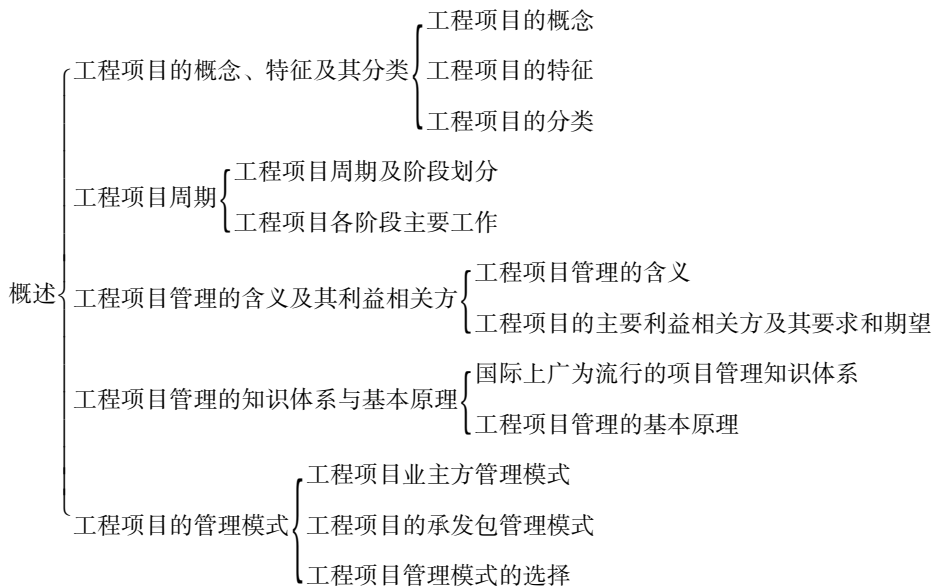 概述
工程项目的概念、特征及其分类
工程项目的概念
工程项目的特征
工程项目的分类
工程项目周期
工程项目周期及阶段划分
工程项目各阶段主要工作
工程项目管理的含义及其利益相关方
工程项目管理的含义
工程项目的主要利益相关方及其要求和期望
工程项目管理的知识体系与基本原理
国际上广为流行的项目管理知识体系
工程项目管理的基本原理
工程项目的管理模式
工程项目业主方管理模式
工程项目的承发包管理模式
工程项目管理模式的选择